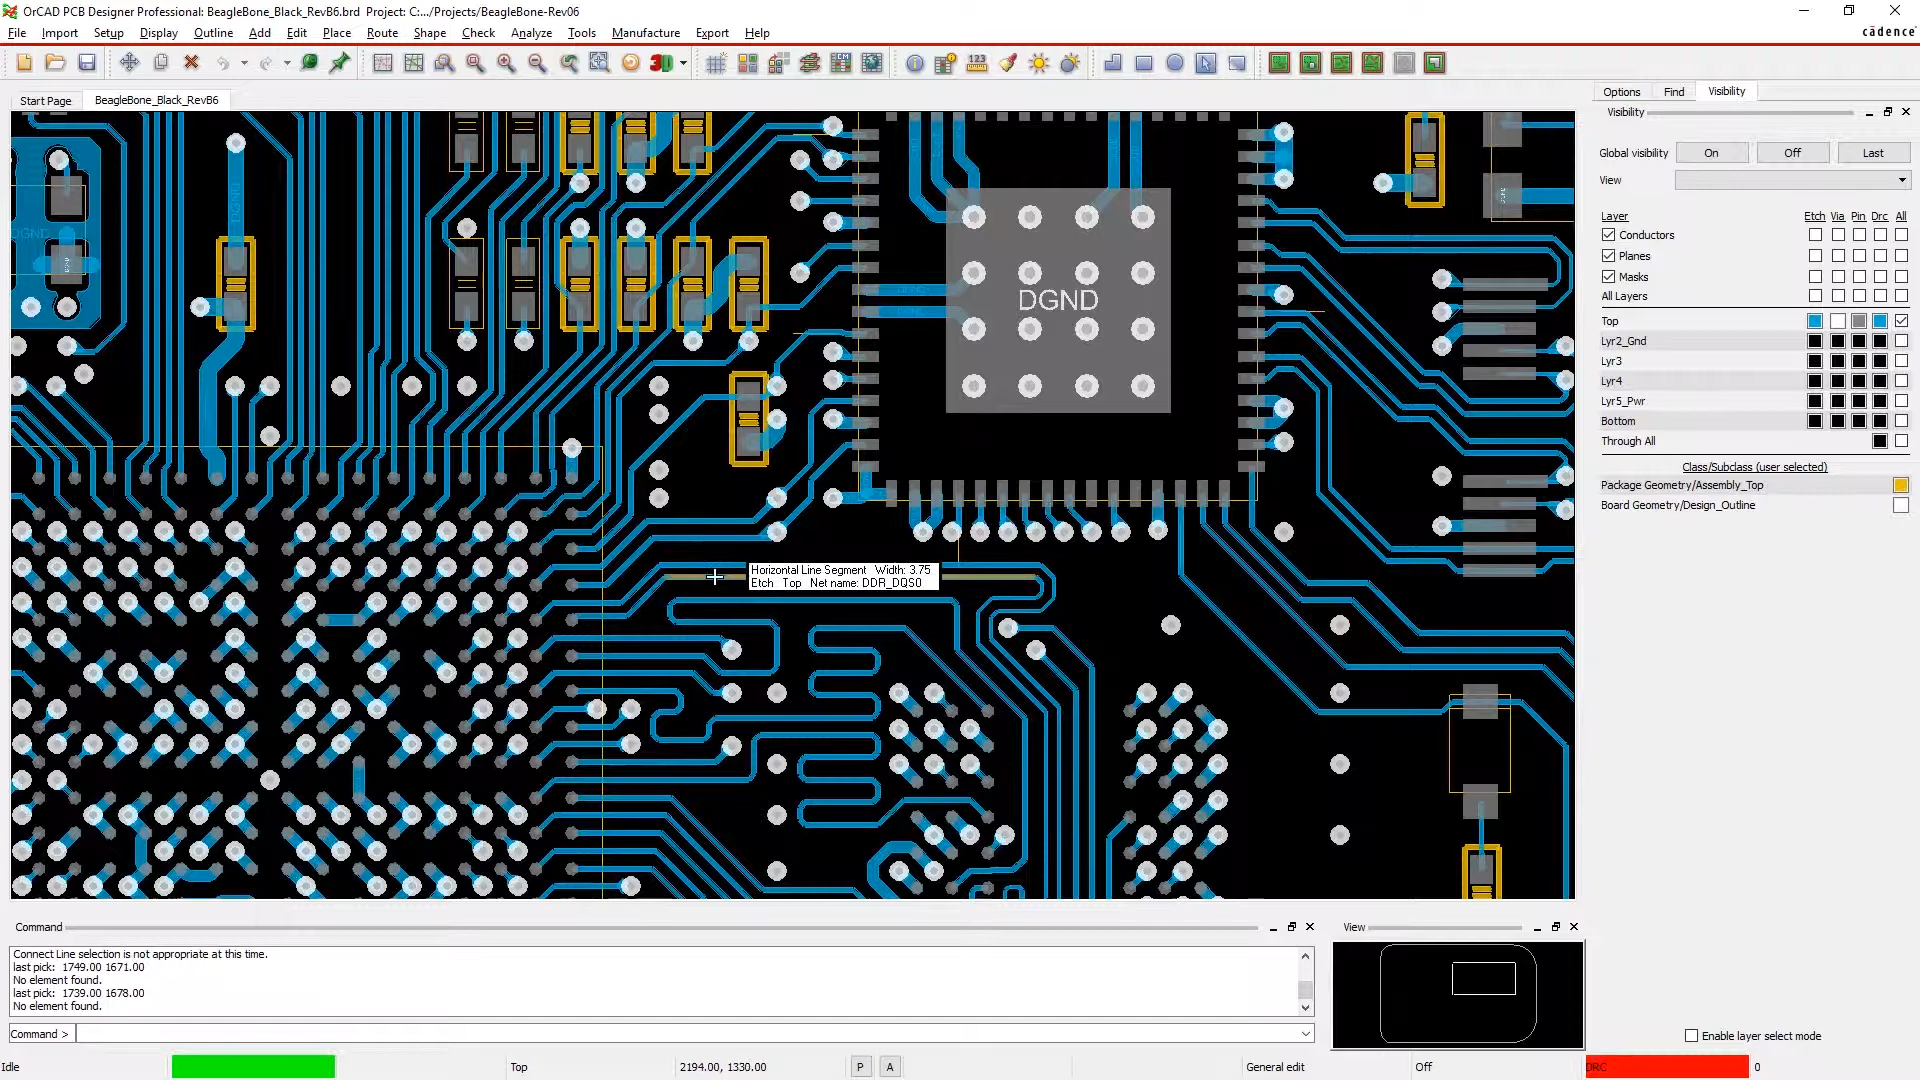 OrCAD PCB Designer Professional: BeagleBone_Black_RevB6.brd  Project: C:.../Projects/BeagleBone-Rev06
File Import Setup Display Outline Add Edit Place Route Shape Check Analyze Tools Manufacture Export Help
cādence
3D
123
Start Page BeagleBone_Black_RevB6
Options Find Visibility
Visibility
Global visibility On Off Last
View
Layer Etch Via Pin Drc All
Conductors
Planes
Masks
All Layers
Top
Lyr2_Gnd
Lyr3
Lyr4
Lyr5_Pwr
Bottom
Through All
Class/Subclass (user selected)
Package Geometry/Assembly_Top
Board Geometry/Design_Outline
DGND
DGND
DGND
Horizontal Line Segment  Width: 3.75
Etch  Top  Net name: DDR_DQS0
Command
Connect Line selection is not appropriate at this time.
last pick:  1749.00 1671.00
No element found.
last pick:  1739.00 1678.00
No element found.
Command >
View
Enable layer select mode
Idle Top 2194.00, 1330.00 P A General edit Off DRC 0